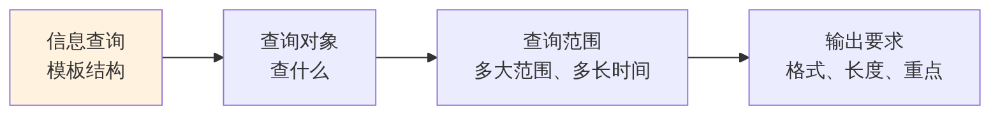 信息查询
模板结构
查询对象
查什么
查询范围
多大范围、多长时间
输出要求
格式、长度、重点